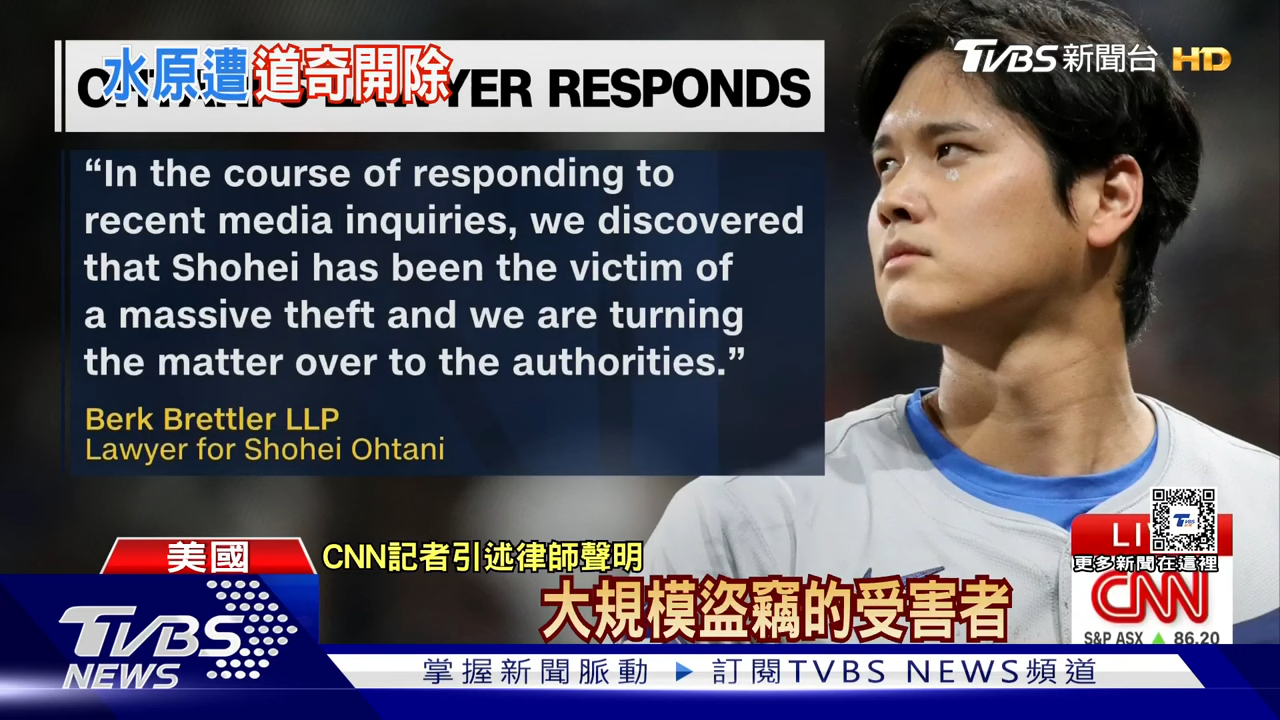 水原遭道奇開除
TVBS新聞台 HD
YER RESPONDS
“In the course of responding to
recent media inquiries, we discovered
that Shohei has been the victim of
a massive theft and we are turning
the matter over to the authorities.”
Berk Brettler LLP
Lawyer for Shohei Ohtani
美國
CNN記者引述律師聲明
大規模盜竊的受害者
LI
TVBS
更多新聞在這裡
CNN
S&P ASX ▲ 86.20
TVBS
NEWS
掌握新聞脈動 ▶ 訂閱TVBS NEWS頻道